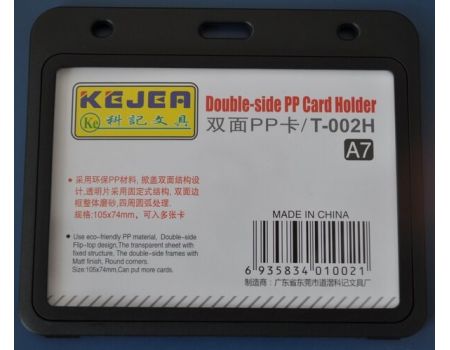 KEJEA
Ke 科記文具
Double-side PP Card Holder
双面PP卡/T-002H
A7
采用环保PP材料, 掀盖双面结构设
计,透明片采用固定式结构, 双面边
框整体磨砂,四周圆弧处理.
规格:105x74mm，可入多张卡
Use eco-friendly PP material, Double-side
Flip-top design,The transparent sheet with
fixed structure, The double-side frames with
Matt finish, Round corners.
Size:105x74mm,Can put more cards.
MADE IN CHINA
6 935834 010021
制造商：广东省东莞市道滘科记文具厂